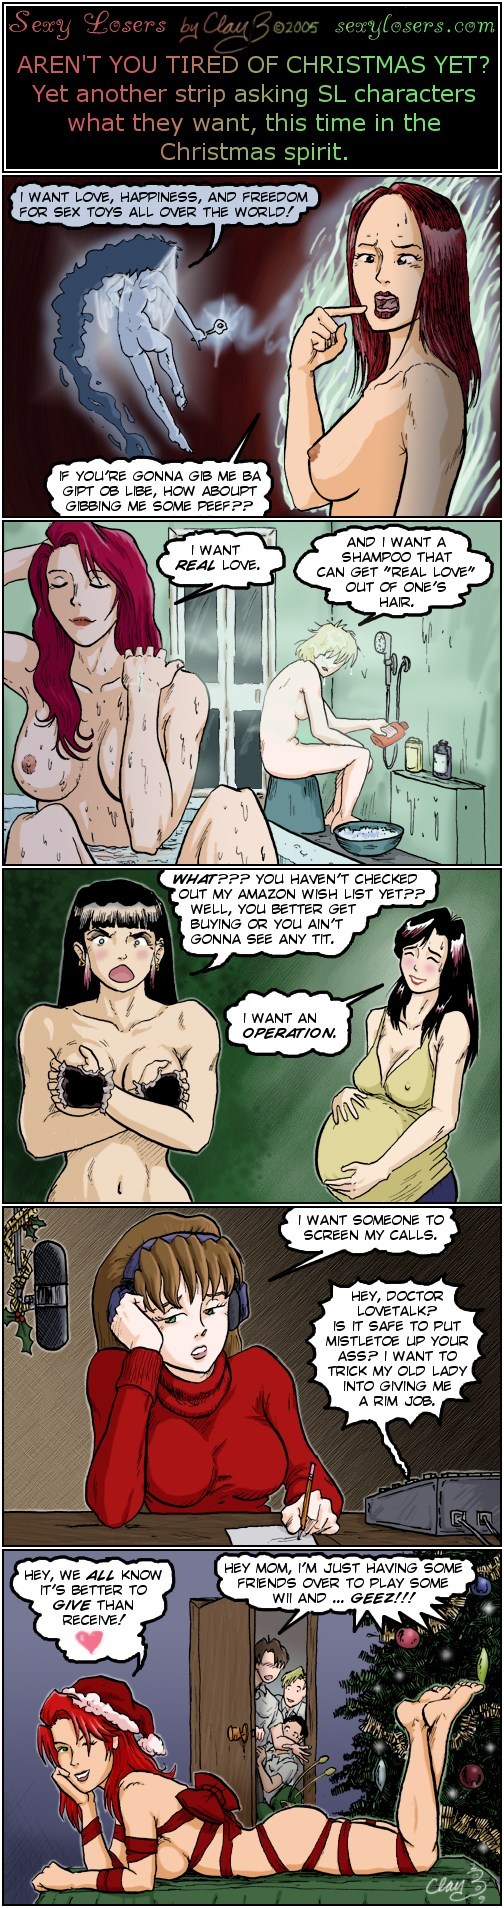 Sexy Losers by Clay ©2005 sexylosers.com
AREN'T YOU TIRED OF CHRISTMAS YET?
Yet another strip asking SL characters
what they want, this time in the
Christmas spirit.
I WANT LOVE, HAPPINESS, AND FREEDOM
FOR SEX TOYS ALL OVER THE WORLD!
IF YOU'RE GONNA GIB ME BA
GIPT OB LIBE, HOW ABOUPT
GIBBING ME SOME PEEF??
I WANT
REAL LOVE.
AND I WANT A
SHAMPOO THAT
CAN GET "REAL LOVE"
OUT OF ONE'S
HAIR.
WHAT??? YOU HAVEN'T CHECKED
OUT MY AMAZON WISH LIST YET??
WELL, YOU BETTER GET
BUYING OR YOU AIN'T
GONNA SEE ANY TIT.
I WANT AN
OPERATION.
I WANT SOMEONE TO
SCREEN MY CALLS.
HEY, DOCTOR
LOVETALK?
IS IT SAFE TO PUT
MISTLETOE UP YOUR
ASS? I WANT TO
TRICK MY OLD LADY
INTO GIVING ME
A RIM JOB.
HEY, WE ALL KNOW
IT'S BETTER TO
GIVE THAN
RECEIVE!
HEY MOM, I'M JUST HAVING SOME
FRIENDS OVER TO PLAY SOME
WII AND ... GEEZ!!!
Clay